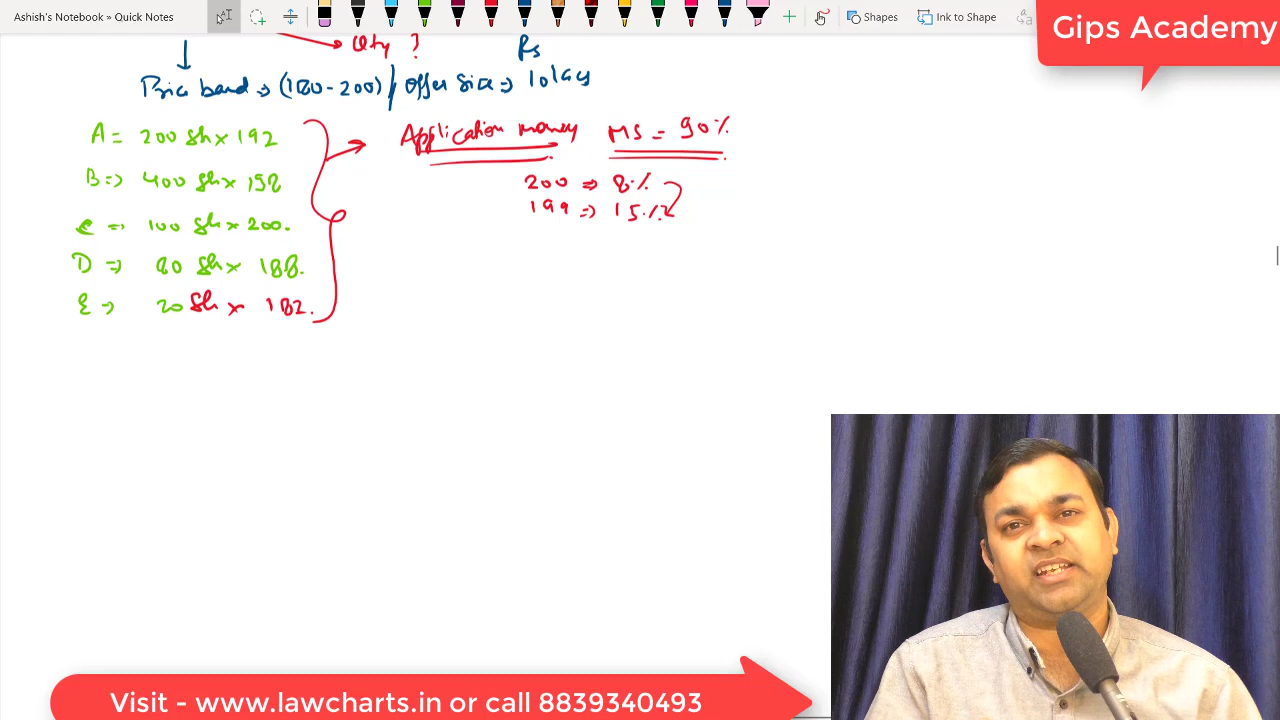 Ashish's Notebook » Quick Notes
Shapes
Ink to Shape
Gips Academy
Qty ?
Rs
Price band ⇒ (180-200) / Offer Size ⇒ 10 lacs
A = 200 Sh x 192
Application money MS = 90%
B ⇒ 400 Sh x 198
200 ⇒ 8%
199 ⇒ 15%
C ⇒ 100 Sh x 200.
D ⇒ 80 Sh x 188.
E ⇒ 20 Sh x 182.
Visit - www.lawcharts.in or call 8839340493